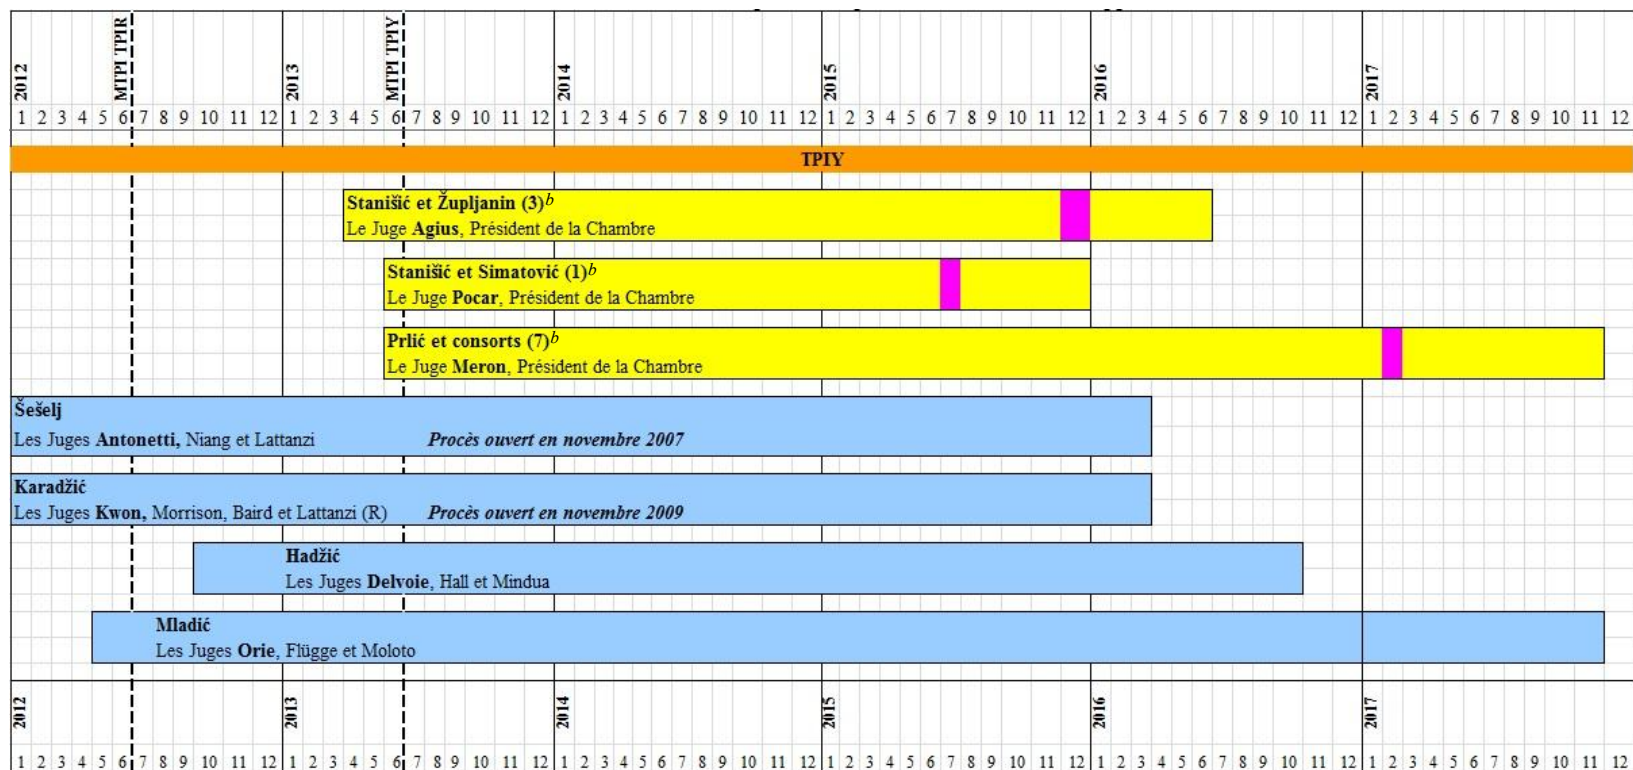 2012 MTPI TPIR 2013 MTPI TPIY 2014 2015 2016 2017
1 2 3 4 5 6 7 8 9 10 11 12 1 2 3 4 5 6 7 8 9 10 11 12 1 2 3 4 5 6 7 8 9 10 11 12 1 2 3 4 5 6 7 8 9 10 11 12 1 2 3 4 5 6 7 8 9 10 11 12 1 2 3 4 5 6 7 8 9 10 11 12
TPIY
Stanišić et Župljanin (3)b
Le Juge Agius, Président de la Chambre
Stanišić et Simatović (1)b
Le Juge Pocar, Président de la Chambre
Prlić et consorts (7)b
Le Juge Meron, Président de la Chambre
Šešelj
Les Juges Antonetti, Niang et Lattanzi Procès ouvert en novembre 2007
Karadžić
Les Juges Kwon, Morrison, Baird et Lattanzi (R) Procès ouvert en novembre 2009
Hadžić
Les Juges Delvoie, Hall et Mindua
Mladić
Les Juges Orie, Flügge et Moloto
2012 2013 2014 2015 2016 2017
1 2 3 4 5 6 7 8 9 10 11 12 1 2 3 4 5 6 7 8 9 10 11 12 1 2 3 4 5 6 7 8 9 10 11 12 1 2 3 4 5 6 7 8 9 10 11 12 1 2 3 4 5 6 7 8 9 10 11 12 1 2 3 4 5 6 7 8 9 10 11 12